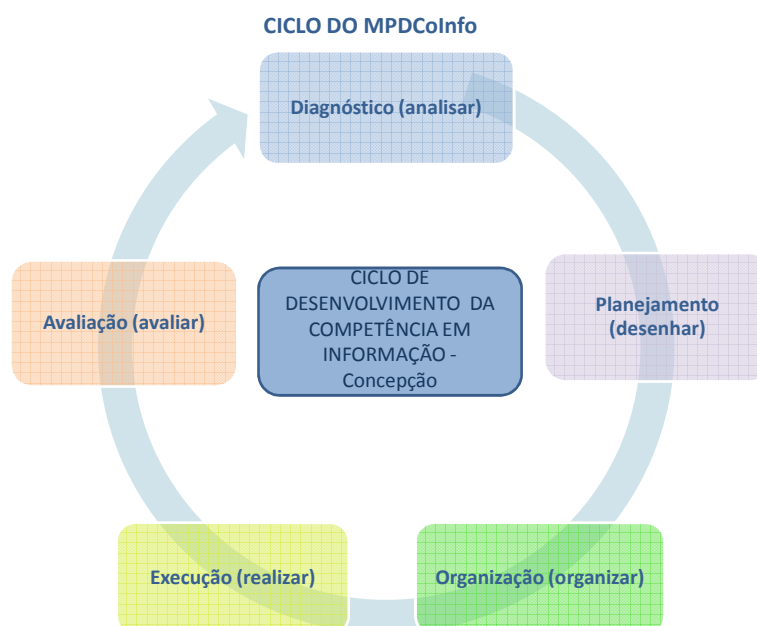 CICLO DO MPDCoInfo
Diagnóstico (analisar)
Planejamento
(desenhar)
CICLO DE
DESENVOLVIMENTO DA
COMPETÊNCIA EM
INFORMAÇÃO -
Concepção
Avaliação (avaliar)
Execução (realizar)
Organização (organizar)